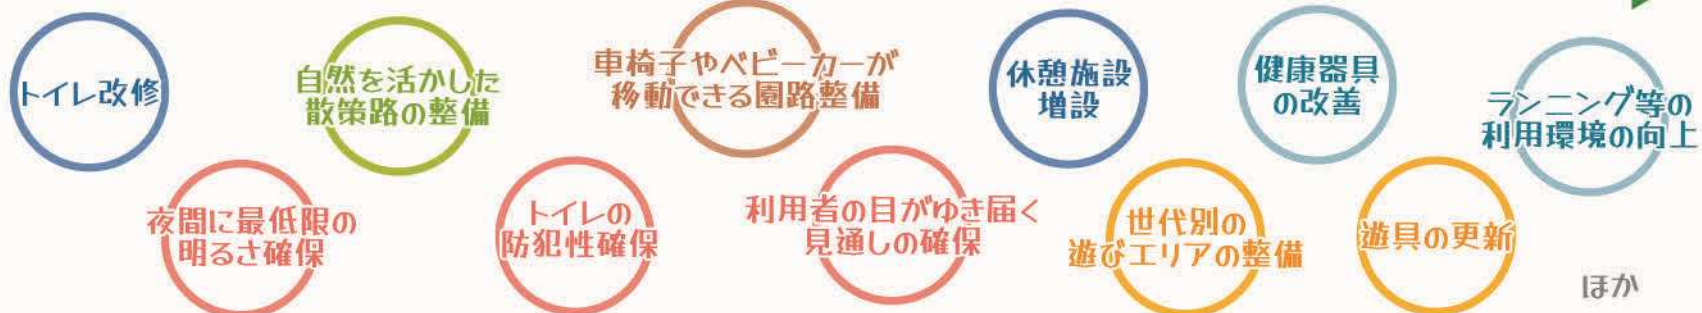 トイレ改修
自然を活かした
散策路の整備
車椅子やベビーカーが
移動できる園路整備
休憩施設
増設
健康器具
の改善
ランニング等の
利用環境の向上
夜間に最低限の
明るさ確保
トイレの
防犯性確保
利用者の目がゆき届く
見通しの確保
世代別の
遊びエリアの整備
遊具の更新
ほか